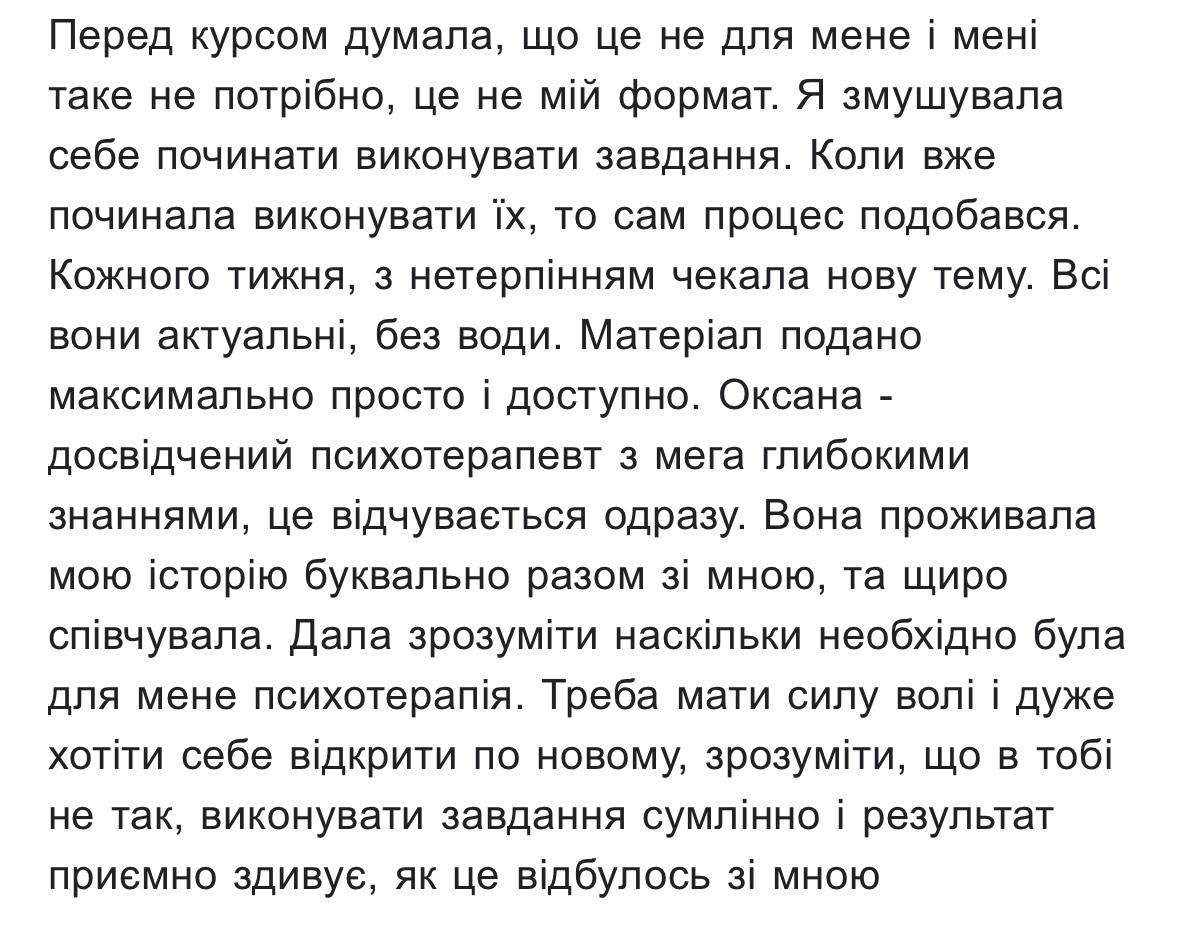 Перед курсом думала, що це не для мене і мені
таке не потрібно, це не мій формат. Я змушувала
себе починати виконувати завдання. Коли вже
починала виконувати їх, то сам процес подобався.
Кожного тижня, з нетерпінням чекала нову тему. Всі
вони актуальні, без води. Матеріал подано
максимально просто і доступно. Оксана -
досвідчений психотерапевт з мега глибокими
знаннями, це відчувається одразу. Вона проживала
мою історію буквально разом зі мною, та щиро
співчувала. Дала зрозуміти наскільки необхідно була
для мене психотерапія. Треба мати силу волі і дуже
хотіти себе відкрити по новому, зрозуміти, що в тобі
не так, виконувати завдання сумлінно і результат
приємно здивує, як це відбулось зі мною